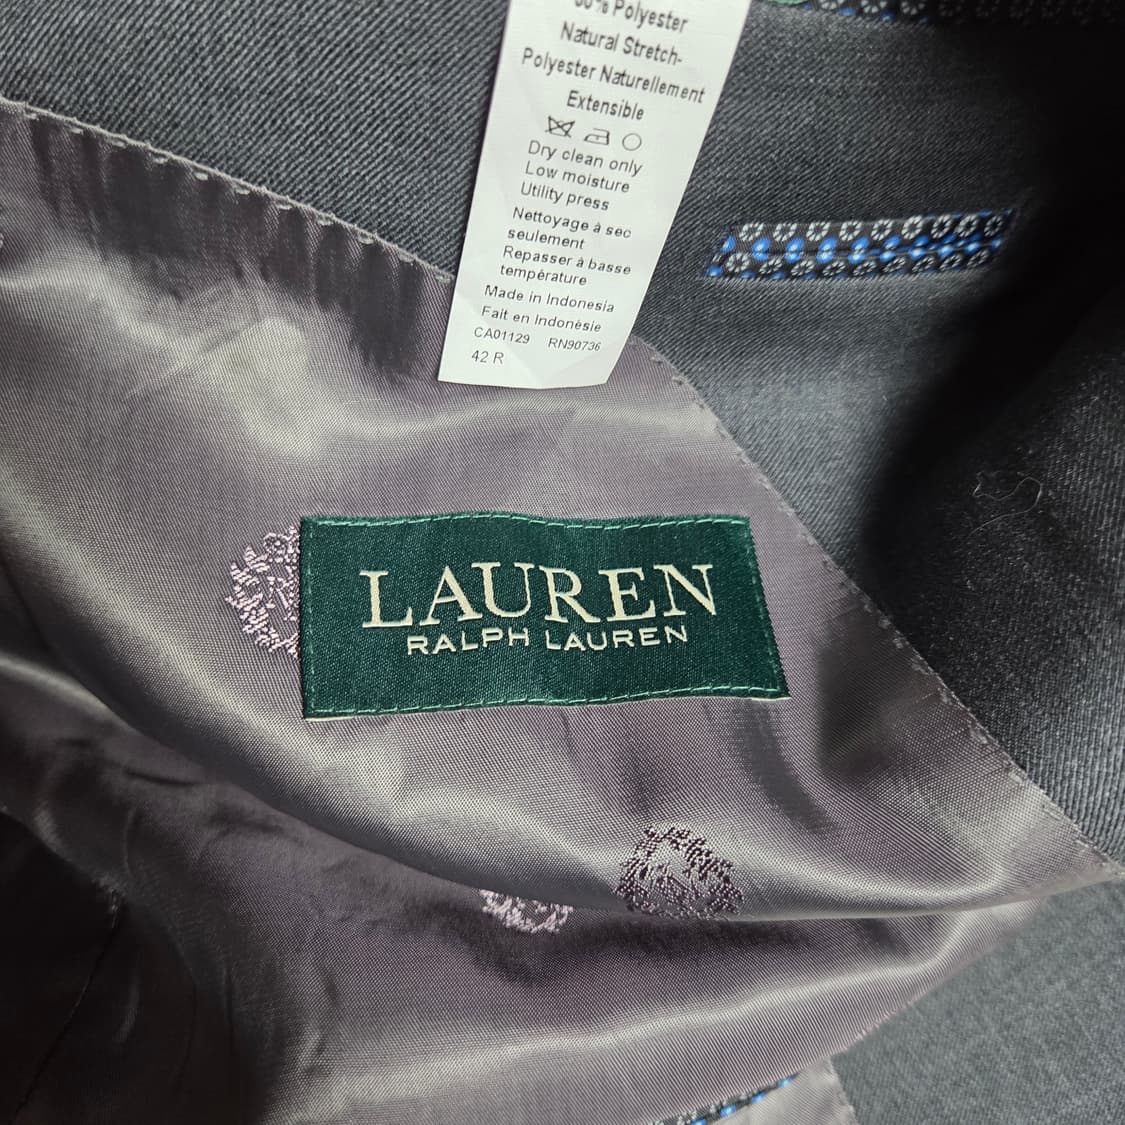 % Polyester
Natural Stretch-
Polyester Naturellement
Extensible
Dry clean only
Low moisture
Utility press
Nettoyage à sec
seulement
Repasser à basse
température
Made in Indonesia
Fait en Indonésie
CA01129 RN90736
42 R
LAUREN
RALPH LAUREN